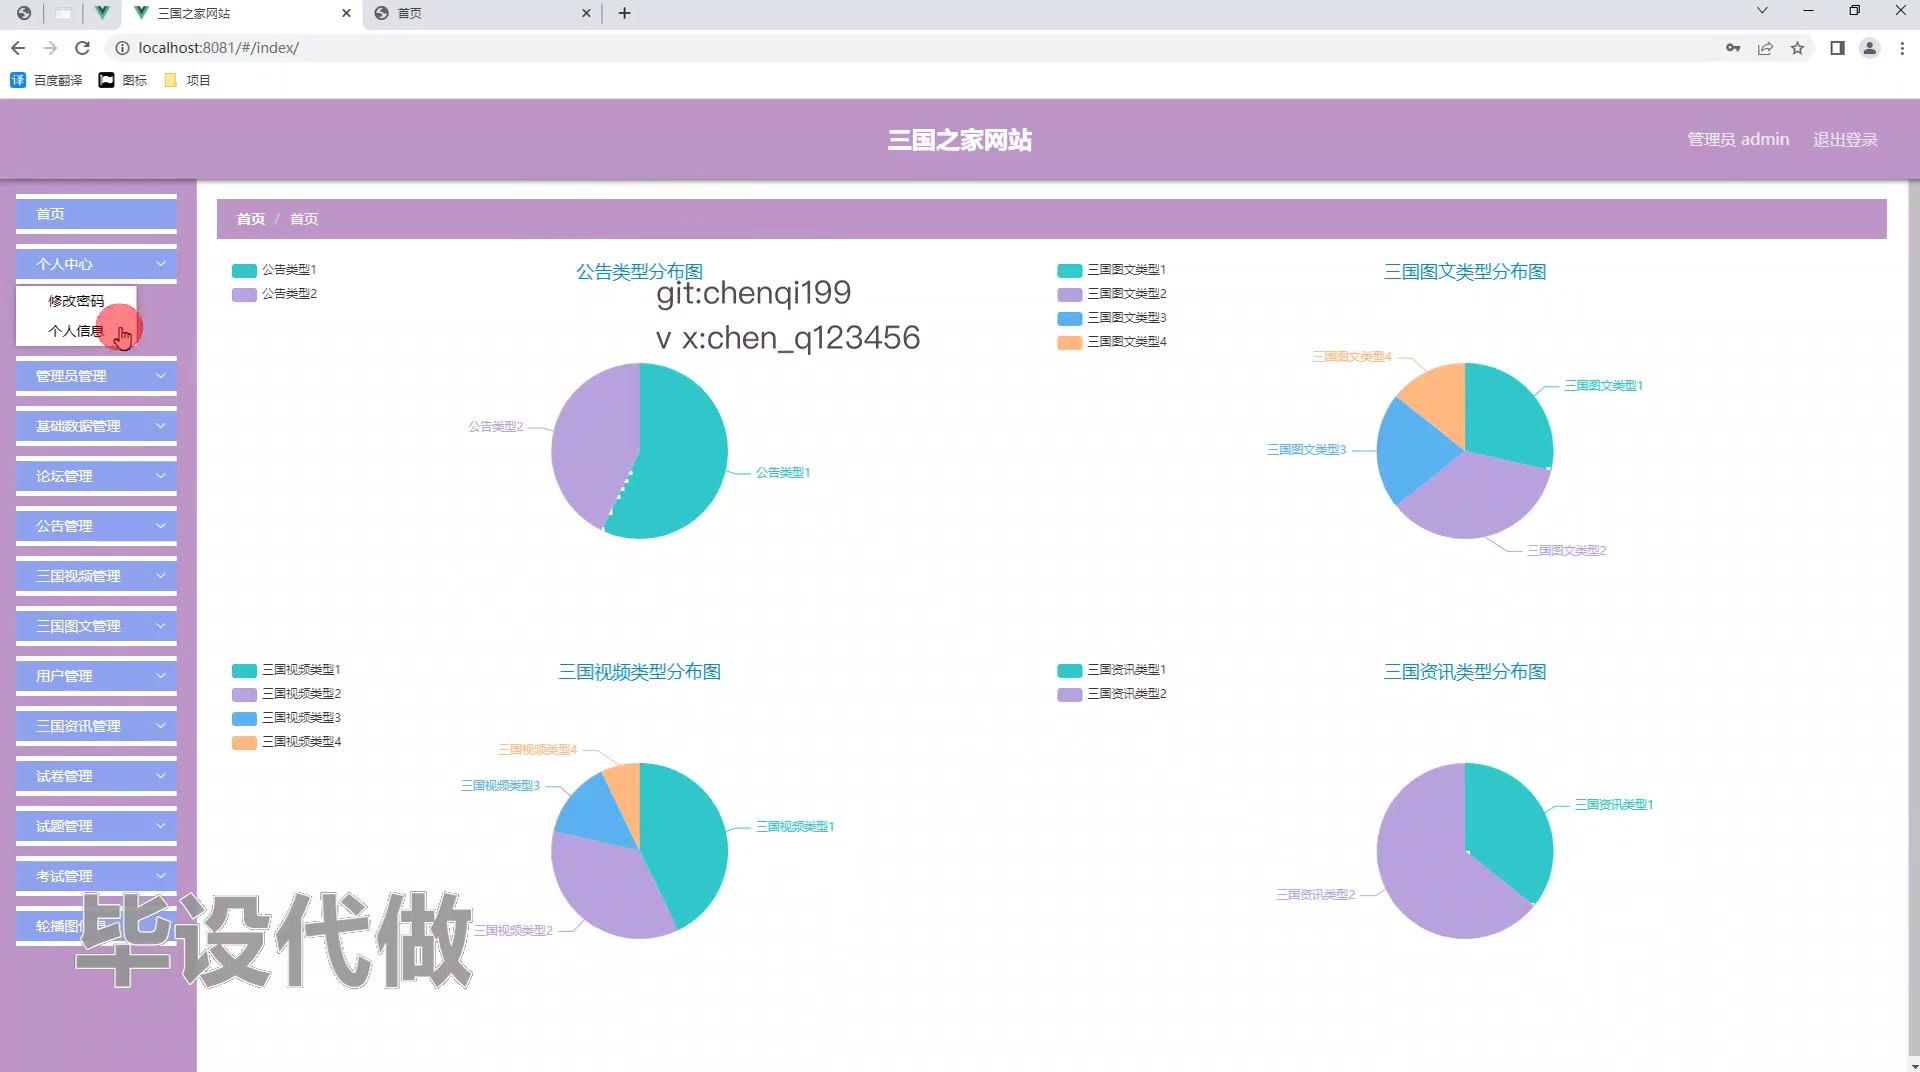 三国之家网站
首页
localhost:8081/#/index/
百度翻译 图标 项目
三国之家网站
管理员 admin 退出登录
首页
个人中心
修改密码
个人信息
管理员管理
基础数据管理
论坛管理
公告管理
三国视频管理
三国图文管理
用户管理
三国资讯管理
试卷管理
试题管理
考试管理
轮播图信息
首页 / 首页
公告类型1
公告类型2
公告类型分布图
git:chenqi199
v x:chen_q123456
公告类型2
公告类型1
三国图文类型1
三国图文类型2
三国图文类型3
三国图文类型4
三国图文类型分布图
三国图文类型4
三国图文类型1
三国图文类型3
三国图文类型2
三国视频类型1
三国视频类型2
三国视频类型3
三国视频类型4
三国视频类型分布图
三国视频类型4
三国视频类型3
三国视频类型1
三国视频类型2
三国资讯类型1
三国资讯类型2
三国资讯类型分布图
三国资讯类型1
三国资讯类型2
毕设代做